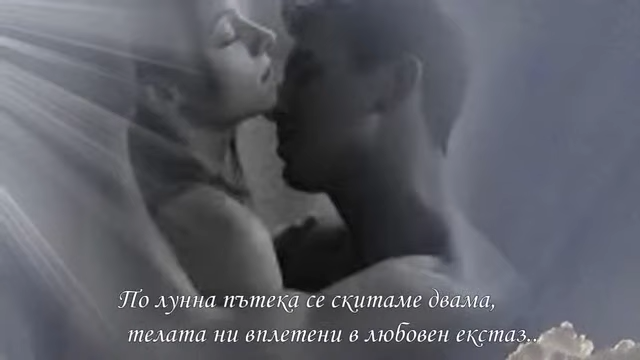 По лунна пътека се скитаме двама,
телата ни вплетени в любовен екстаз..